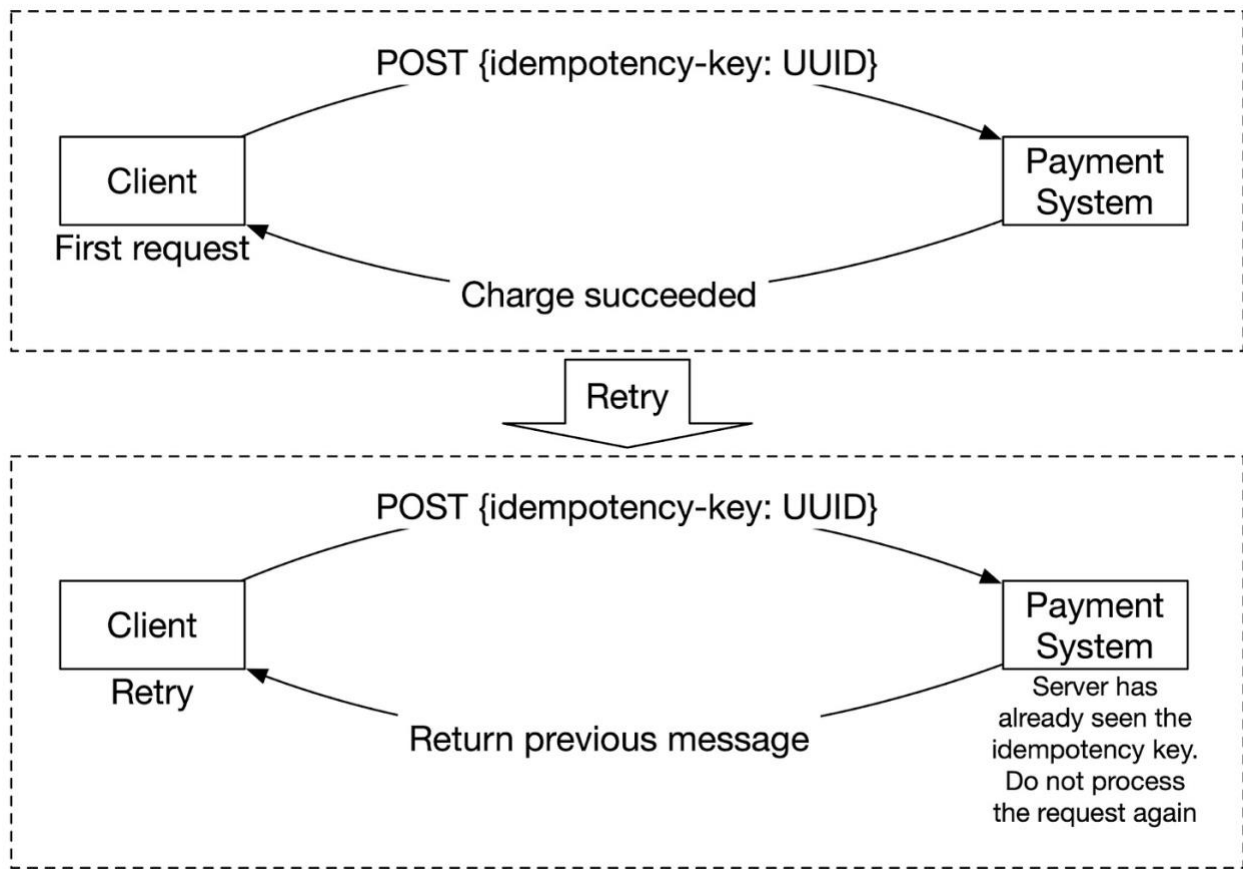 POST {idempotency-key: UUID}
Client
Payment
System
First request
Charge succeeded
Retry
POST {idempotency-key: UUID}
Client
Payment
System
Retry
Server has
already seen the
idempotency key.
Do not process
the request again
Return previous message